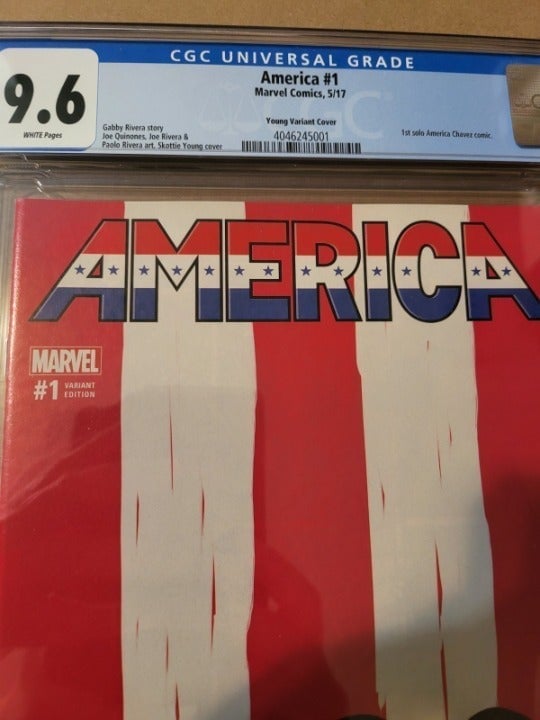 CGC UNIVERSAL GRADE
9.6
WHITE Pages
America #1
Marvel Comics, 5/17
Young Variant Cover
Gabby Rivera story
Joe Quinones, Joe Rivera &
Paolo Rivera art, Skottie Young cover
4046245001
1st solo America Chavez comic.
AMERICA
MARVEL
#1 VARIANT
EDITION